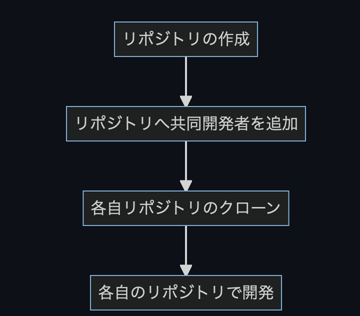 リポジトリの作成
リポジトリへ共同開発者を追加
各自リポジトリのクローン
各自のリポジトリで開発